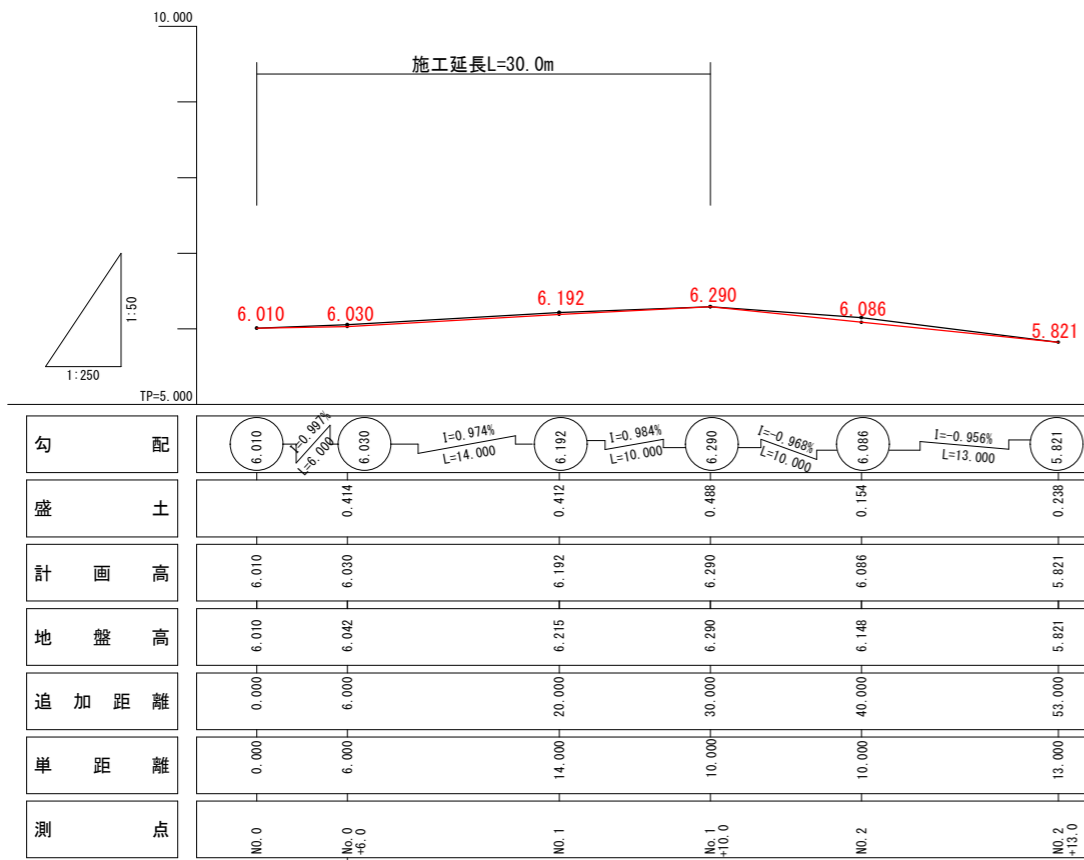 10.000
施工延長L=30.0m
6.010
6.030
6.192
6.290
6.086
5.821
1:50
1:250
TP=5.000
勾 配
6.010
I=0.997%
L=6.000
6.030
I=0.974%
L=14.000
6.192
I=0.984%
L=10.000
6.290
I=-0.968%
L=10.000
6.086
I=-0.956%
L=13.000
5.821
盛 土
0.414
0.412
0.488
0.154
0.238
計 画 高
6.010
6.030
6.192
6.290
6.086
5.821
地 盤 高
6.010
6.042
6.215
6.290
6.148
5.821
追 加 距 離
0.000
6.000
20.000
30.000
40.000
53.000
単 距 離
0.000
6.000
14.000
10.000
10.000
13.000
測 点
NO.0
No.0
+6.0
NO.1
No.1
+10.0
NO.2
NO.2
+13.0